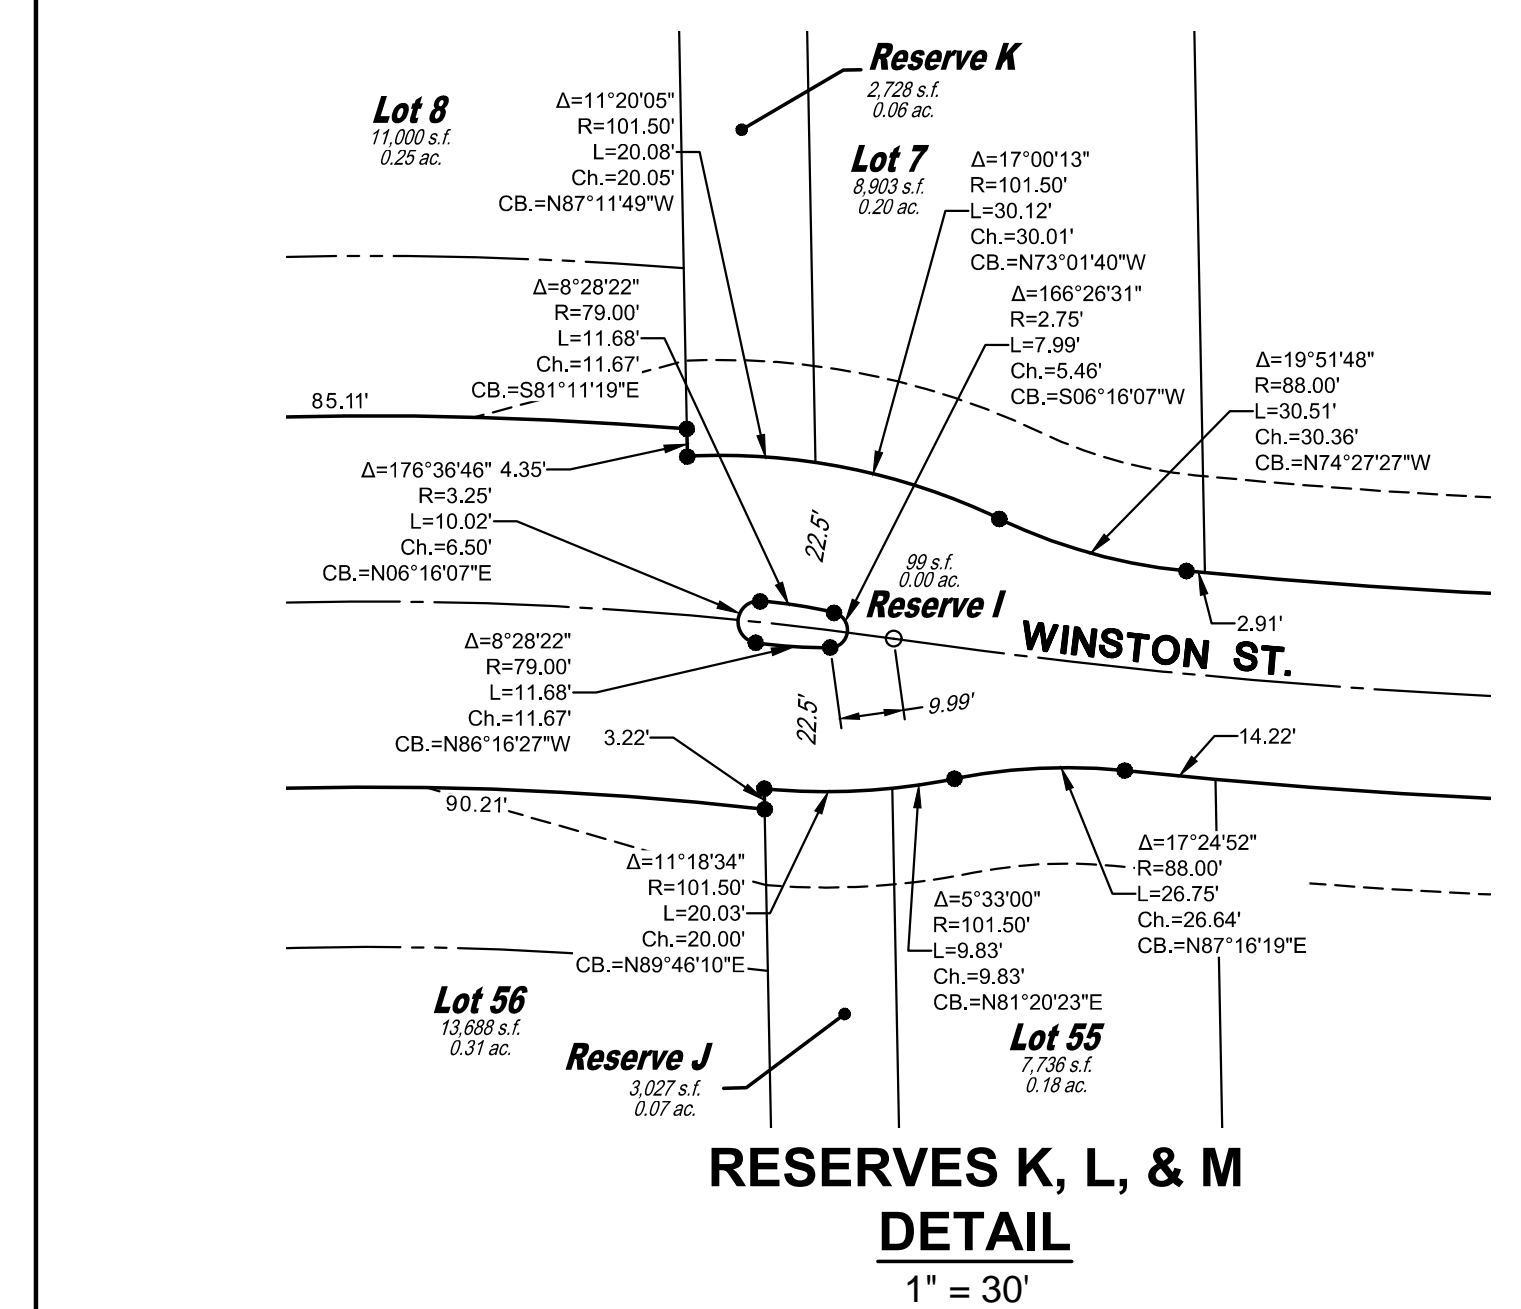 Reserve K
2,728 s.f.
0.06 ac.
Lot 8
11,000 s.f.
0.25 ac.
Δ=11°20'05"
R=101.50'
L=20.08'
Ch.=20.05'
CB.=N87°11'49"W
Lot 7
8,903 s.f.
0.20 ac.
Δ=17°00'13"
R=101.50'
L=30.12'
Ch.=30.01'
CB.=N73°01'40"W
Δ=8°28'22"
R=79.00'
L=11.68'
Ch.=11.67'
CB.=S81°11'19"E
Δ=166°26'31"
R=2.75'
L=7.99'
Ch.=5.46'
CB.=S06°16'07"W
Δ=19°51'48"
R=88.00'
L=30.51'
Ch.=30.36'
CB.=N74°27'27"W
85.11'
4.35'
Δ=176°36'46"
R=3.25'
L=10.02'
Ch.=6.50'
CB.=N06°16'07"E
22.5'
99 s.f.
0.00 ac.
Reserve I
WINSTON ST.
2.91'
Δ=8°28'22"
R=79.00'
L=11.68'
Ch.=11.67'
CB.=N86°16'27"W
3.22'
22.5'
9.99'
14.22'
90.21'
Δ=11°18'34"
R=101.50'
L=20.03'
Ch.=20.00'
CB.=N89°46'10"E
Δ=5°33'00"
R=101.50'
L=9.83'
Ch.=9.83'
CB.=N81°20'23"E
Δ=17°24'52"
R=88.00'
L=26.75'
Ch.=26.64'
CB.=N87°16'19"E
Lot 56
13,688 s.f.
0.31 ac.
Reserve J
3,027 s.f.
0.07 ac.
Lot 55
7,736 s.f.
0.18 ac.
RESERVES K, L, & M
DETAIL
1" = 30'